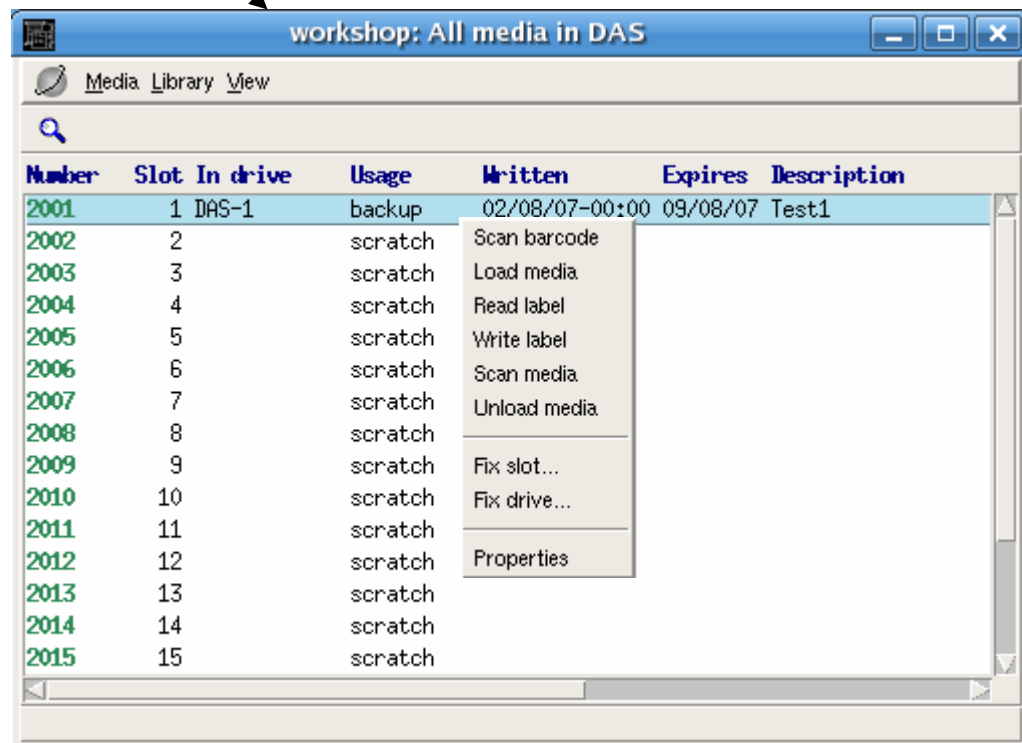 workshop: All media in DAS
Media Library View
Number Slot In drive Usage Written Expires Description
2001 1 DAS-1 backup 02/08/07-00:00 09/08/07 Test1
2002 2 scratch Scan barcode
2003 3 scratch Load media
2004 4 scratch Read label
2005 5 scratch Write label
2006 6 scratch Scan media
2007 7 scratch Unload media
2008 8 scratch
2009 9 scratch Fix slot...
2010 10 scratch Fix drive...
2011 11 scratch
2012 12 scratch Properties
2013 13 scratch
2014 14 scratch
2015 15 scratch